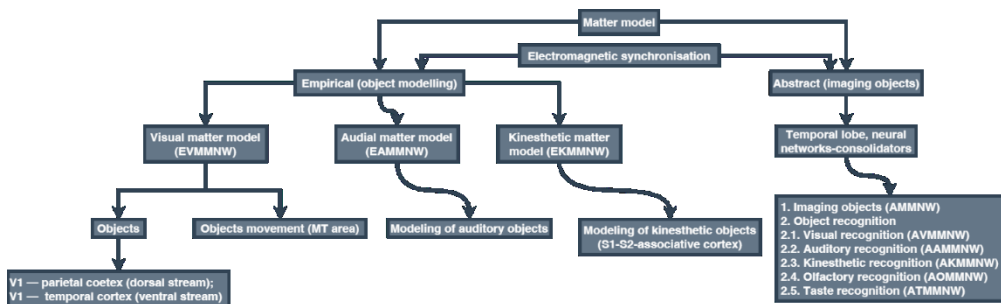 Matter model
Electromagnetic synchronisation
Empirical (object modelling)
Abstract (imaging objects)
Visual matter model
(EVMMNW)
Audial matter model
(EAMMNW)
Kinesthetic matter
model (EKMMNW)
Temporal lobe, neural
networks-consolidators
Objects
Objects movement (MT area)
Modeling of auditory objects
Modeling of kinesthetic objects
(S1-S2-associative cortex)
1. Imaging objects (AMMNW)
2. Object recognition
2.1. Visual recognition (AVMMNW)
2.2. Auditory recognition (AAMMNW)
2.3. Kinesthetic recognition (AKMMNW)
2.4. Olfactory recognition (AOMMNW)
2.5. Taste recognition (ATMMNW)
V1 — parietal coetex (dorsal stream);
V1 — temporal cortex (ventral stream)